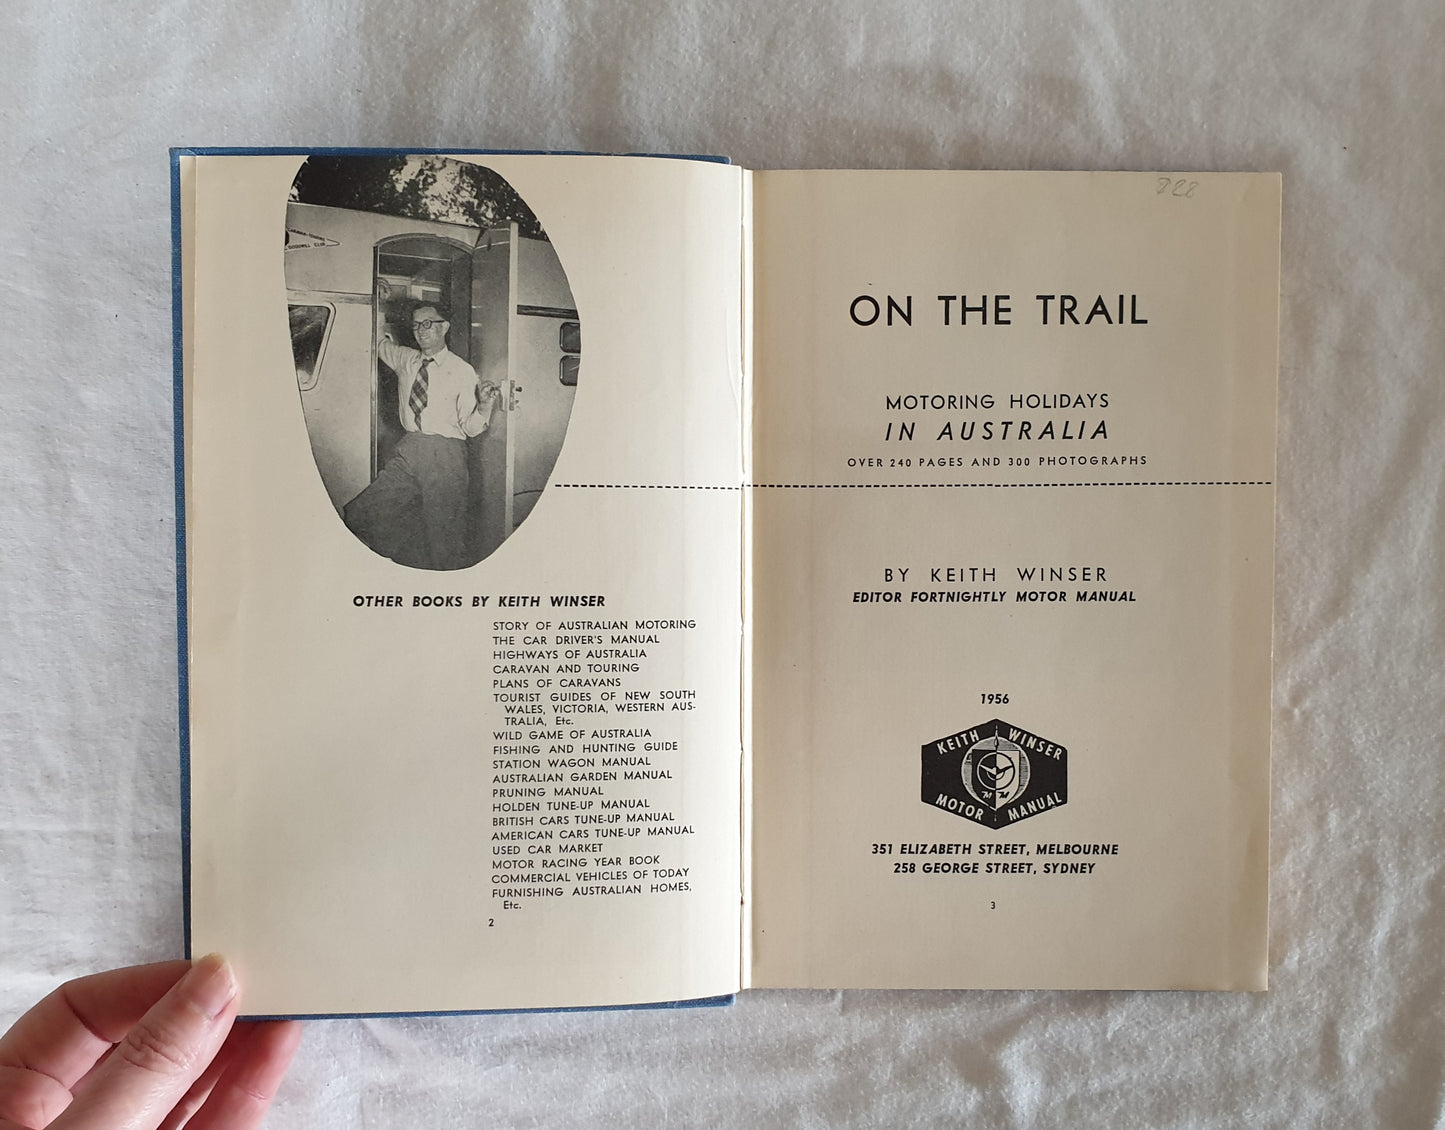 GOODWILL CLUB
OTHER BOOKS BY KEITH WINSER
STORY OF AUSTRALIAN MOTORING
THE CAR DRIVER'S MANUAL
HIGHWAYS OF AUSTRALIA
CARAVAN AND TOURING
PLANS OF CARAVANS
TOURIST GUIDES OF NEW SOUTH
WALES, VICTORIA, WESTERN AUS-
TRALIA, Etc.
WILD GAME OF AUSTRALIA
FISHING AND HUNTING GUIDE
STATION WAGON MANUAL
AUSTRALIAN GARDEN MANUAL
PRUNING MANUAL
HOLDEN TUNE-UP MANUAL
BRITISH CARS TUNE-UP MANUAL
AMERICAN CARS TUNE-UP MANUAL
USED CAR MARKET
MOTOR RACING YEAR BOOK
COMMERCIAL VEHICLES OF TODAY
FURNISHING AUSTRALIAN HOMES,
Etc.
2
828
ON THE TRAIL
MOTORING HOLIDAYS
IN AUSTRALIA
OVER 240 PAGES AND 300 PHOTOGRAPHS
BY KEITH WINSER
EDITOR FORTNIGHTLY MOTOR MANUAL
1956
KEITH WINSER
MOTOR MANUAL
351 ELIZABETH STREET, MELBOURNE
258 GEORGE STREET, SYDNEY
3